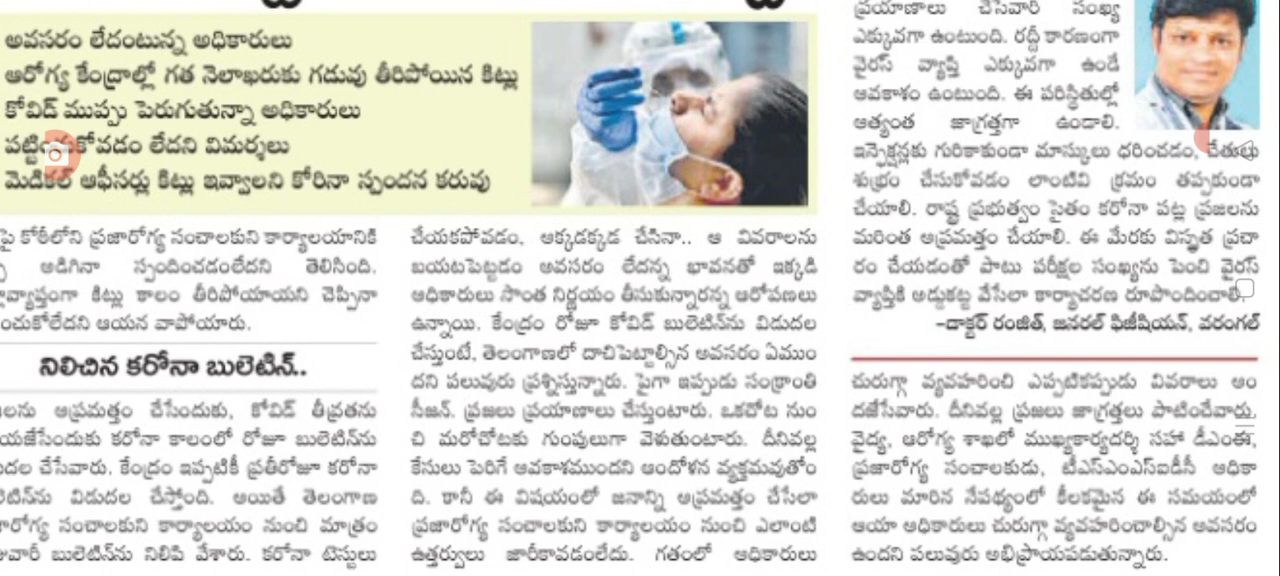 అవసరం లేదంటున్న అధికారులు
ఆరోగ్య కేంద్రాల్లో గత నెలాఖరుకు గడువు తీరిపోయిన కిట్లు
కోవిడ్ ముప్పు పెరుగుతున్నా అధికారులు
కోవడం లేదని విమర్శలు
మెడికల్ ఆఫీసర్లు కిట్లు ఇవ్వాలని కోరినా స్పందన కరువు
పై కోఠీలోని ప్రజారోగ్య సంచాలకుని కార్యాలయానికి
అడిగినా స్పందించడంలేదని తెలిసింది.
వ్యాప్తంగా కిట్లు కాలం తీరిపోయాయని చెప్పినా
ంచుకోలేదని ఆయన వాపోయారు.
నిలిచిన కరోనా బులెటిన్..
లను అప్రమత్తం చేసేందుకు, కోవిడ్ తీవ్రతను
యజేసేందుకు కరోనా కాలంలో రోజూ బులెటిన్‌ను
దల చేసేవారు. కేంద్రం ఇప్పటికీ ప్రతీరోజూ కరోనా
టిన్‌ను విడుదల చేస్తోంది. అయితే తెలంగాణ
రోగ్య సంచాలకుని కార్యాలయం నుంచి మాత్రం
వారీ బులెటిన్‌ను నిలిపి వేశారు. కరోనా టెస్టులు
చేయకపోవడం, అక్కడక్కడ చేసినా.. ఆ వివరాలను
బయటపెట్టడం అవసరం లేదన్న భావనతో ఇక్కడి
అధికారులు సొంత నిర్ణయం తీసుకున్నారన్న ఆరోపణలు
ఉన్నాయి. కేంద్రం రోజూ కోవిడ్ బులెటిన్‌ను విడుదల
చేస్తుంటే, తెలంగాణలో దాచిపెట్టాల్సిన అవసరం ఏముం
దని పలువురు ప్రశ్నిస్తున్నారు. పైగా ఇప్పుడు సంక్రాంతి
సీజన్. ప్రజలు ప్రయాణాలు చేస్తుంటారు. ఒకచోట నుం
చి మరోచోటకు గుంపులుగా వెళుతుంటారు. దీనివల్ల
కేసులు పెరిగే అవకాశముందని ఆందోళన వ్యక్తమవుతోం
ది. కానీ ఈ విషయంలో జనాన్ని అప్రమత్తం చేసేలా
ప్రజారోగ్య సంచాలకుని కార్యాలయం నుంచి ఎలాంటి
ఉత్తర్వులు జారీకావడంలేదు. గతంలో అధికారులు
ప్రయాణాలు చేసేవారి సంఖ్య
ఎక్కువగా ఉంటుంది. రద్దీ కారణంగా
వైరస్ వ్యాప్తి ఎక్కువగా ఉండే
అవకాశం ఉంటుంది. ఈ పరిస్థితుల్లో
అత్యంత జాగ్రత్తగా ఉండాలి.
ఇన్ఫెక్షన్లకు గురికాకుండా మాస్కులు ధరించడం, చేతులు
శుభ్రం చేసుకోవడం లాంటివి క్రమం తప్పకుండా
చేయాలి. రాష్ట్ర ప్రభుత్వం సైతం కరోనా పట్ల ప్రజలను
మరింత అప్రమత్తం చేయాలి. ఈ మేరకు విస్తృత ప్రచా
రం చేయడంతో పాటు పరీక్షల సంఖ్యను పెంచి వైరస్
వ్యాప్తికి అడ్డుకట్ట వేసేలా కార్యాచరణ రూపొందించాలి.
–డాక్టర్ రంజిత్, జనరల్ ఫిజీషియన్, వరంగల్
చురుగ్గా వ్యవహరించి ఎప్పటికప్పుడు వివరాలు అం
దజేసేవారు. దీనివల్ల ప్రజలు జాగ్రత్తలు పాటించేవారు.
వైద్య, ఆరోగ్య శాఖలో ముఖ్యకార్యదర్శి సహా డీఎంఈ,
ప్రజారోగ్య సంచాలకుడు, టీఎస్ఎంఎస్ఐడీసీ అధికా
రులు మారిన నేపథ్యంలో కీలకమైన ఈ సమయంలో
ఆయా అధికారులు చురుగ్గా వ్యవహరించాల్సిన అవసరం
ఉందని పలువురు అభిప్రాయపడుతున్నారు.